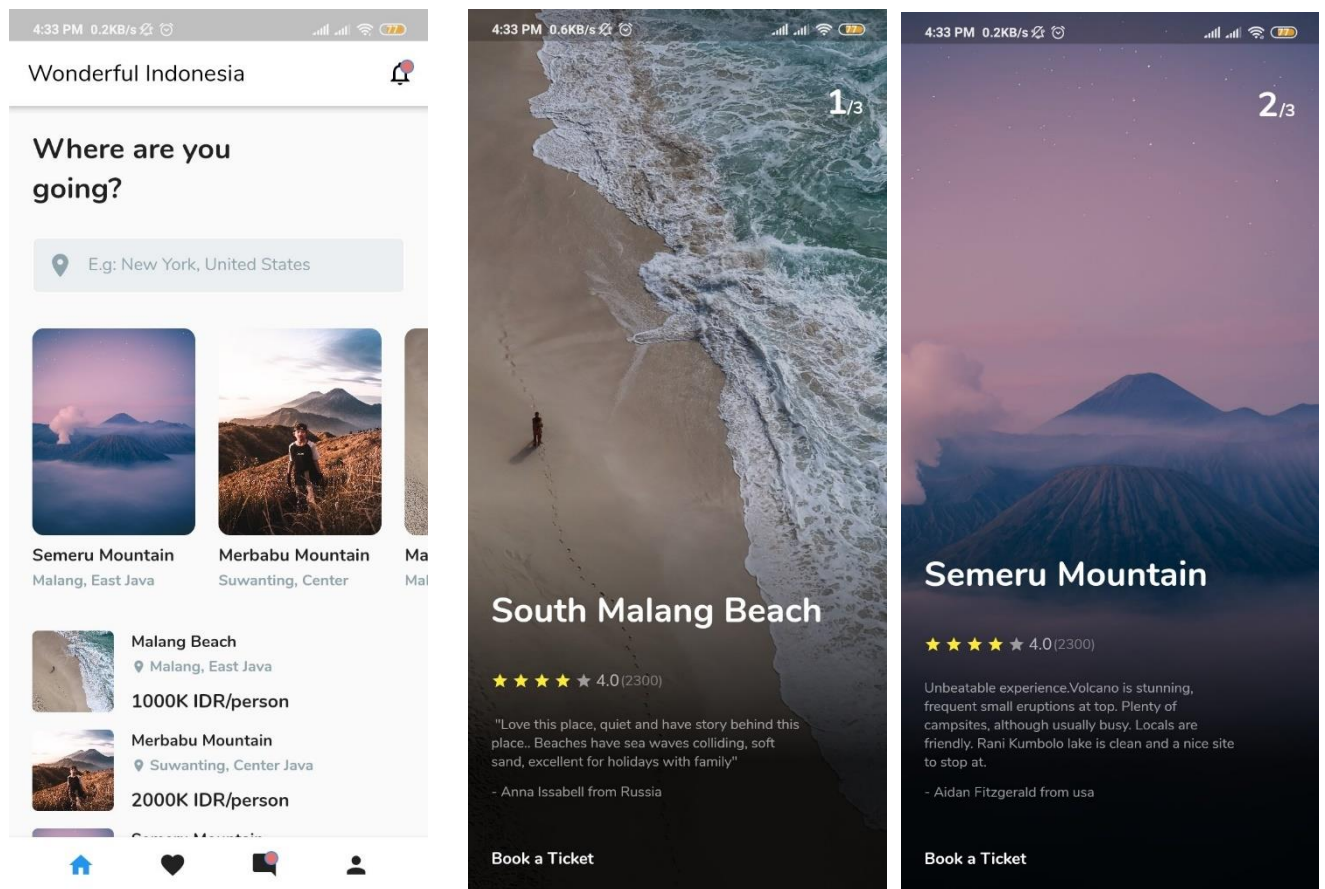 4:33 PM 0.2KB/s
77
Wonderful Indonesia
Where are you
going?
E.g: New York, United States
Semeru Mountain
Malang, East Java
Merbabu Mountain
Suwanting, Center
Ma
Mal
Malang Beach
Malang, East Java
1000K IDR/person
Merbabu Mountain
Suwanting, Center Java
2000K IDR/person
Semeru Mountain
4:33 PM 0.6KB/s
77
1/3
South Malang Beach
4.0(2300)
"Love this place, quiet and have story behind this
place.. Beaches have sea waves colliding, soft
sand, excellent for holidays with family"
- Anna Issabell from Russia
Book a Ticket
4:33 PM 0.2KB/s
77
2/3
Semeru Mountain
4.0(2300)
Unbeatable experience.Volcano is stunning,
frequent small eruptions at top. Plenty of
campsites, although usually busy. Locals are
friendly. Rani Kumbolo lake is clean and a nice site
to stop at.
- Aidan Fitzgerald from usa
Book a Ticket